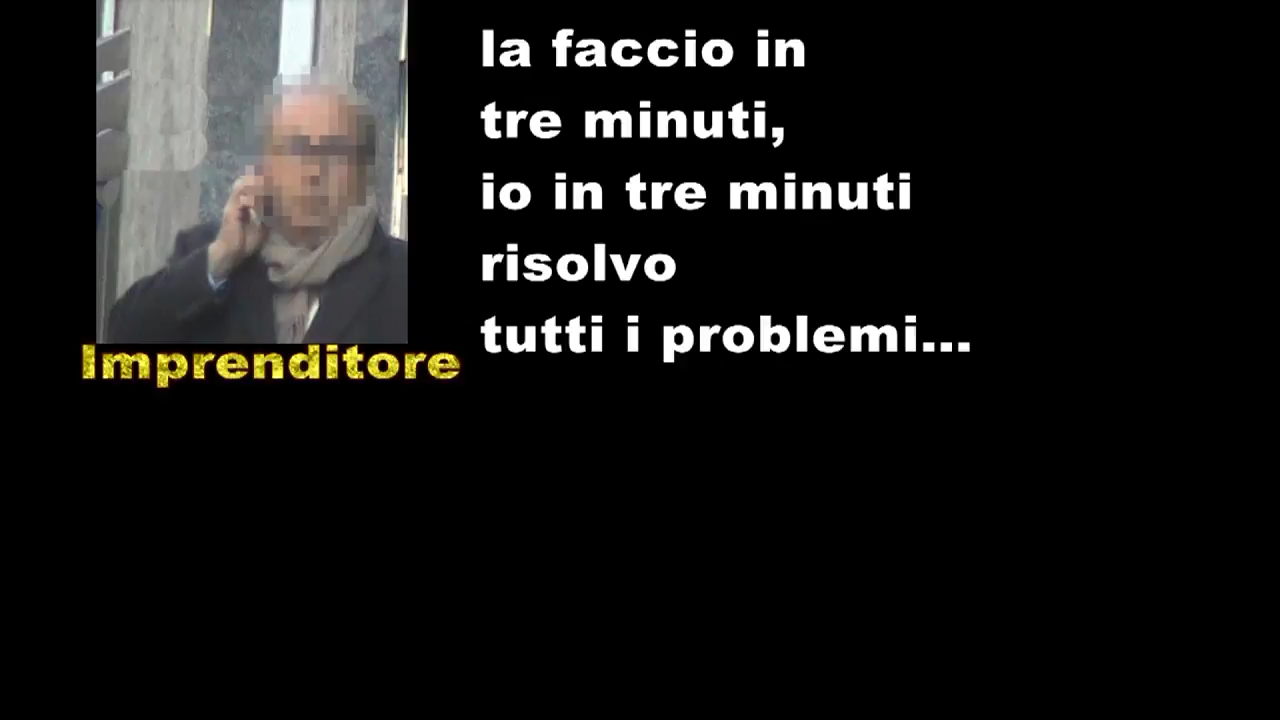 la faccio in
tre minuti,
io in tre minuti
risolvo
tutti i problemi...
Imprenditore